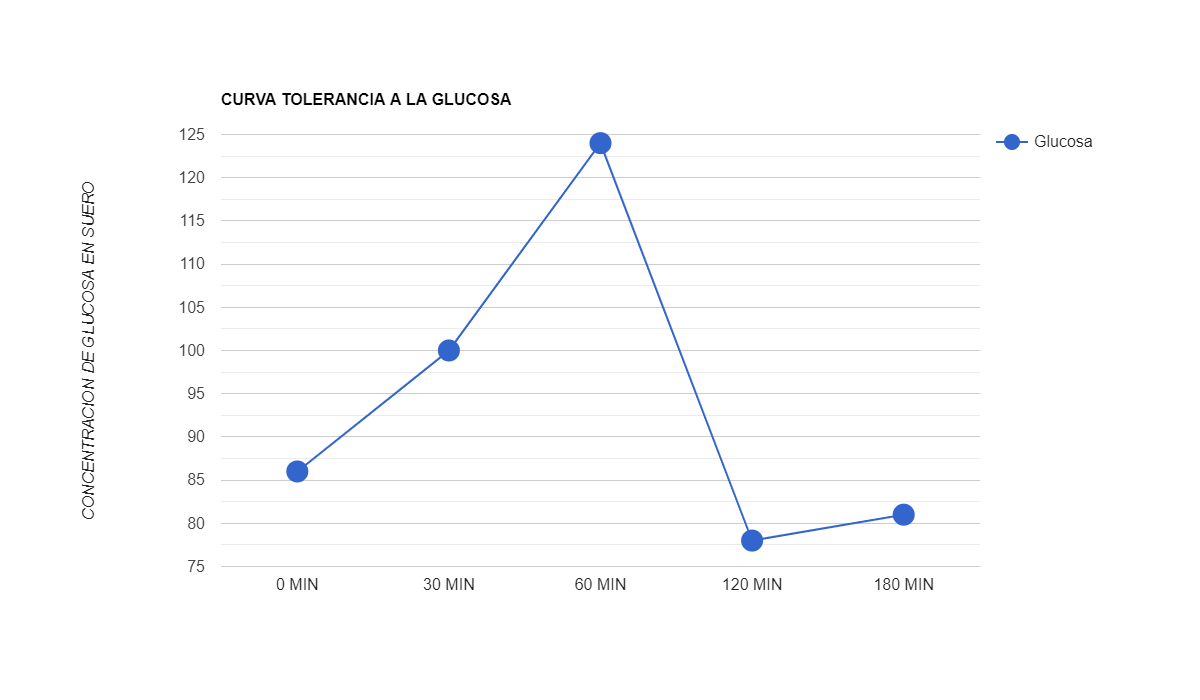 CURVA TOLERANCIA A LA GLUCOSA
CONCENTRACION DE GLUCOSA EN SUERO
125
120
115
110
105
100
95
90
85
80
75
0 MIN
30 MIN
60 MIN
120 MIN
180 MIN
Glucosa